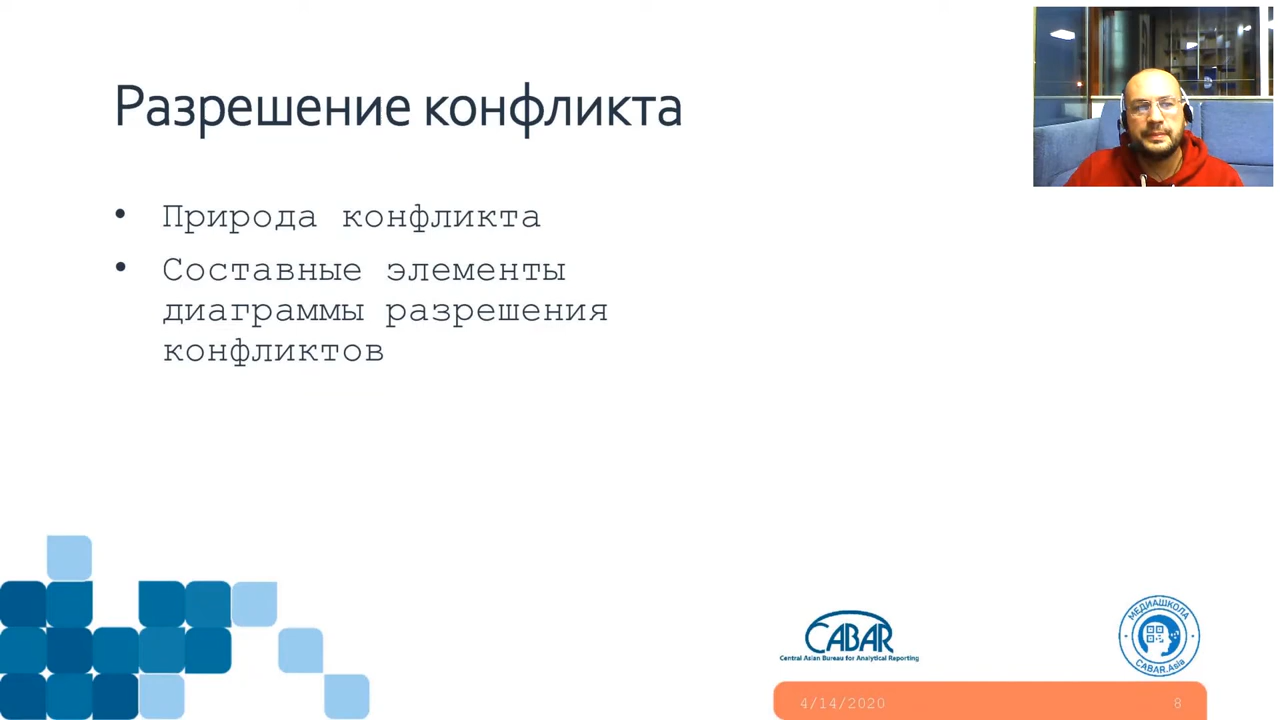 Разрешение конфликта
• Природа конфликта
• Составные элементы
диаграммы разрешения
конфликтов
CABAR
Central Asian Bureau for Analytical Reporting
МЕДИАШКОЛА
CABAR.Asia
4/14/2020
8